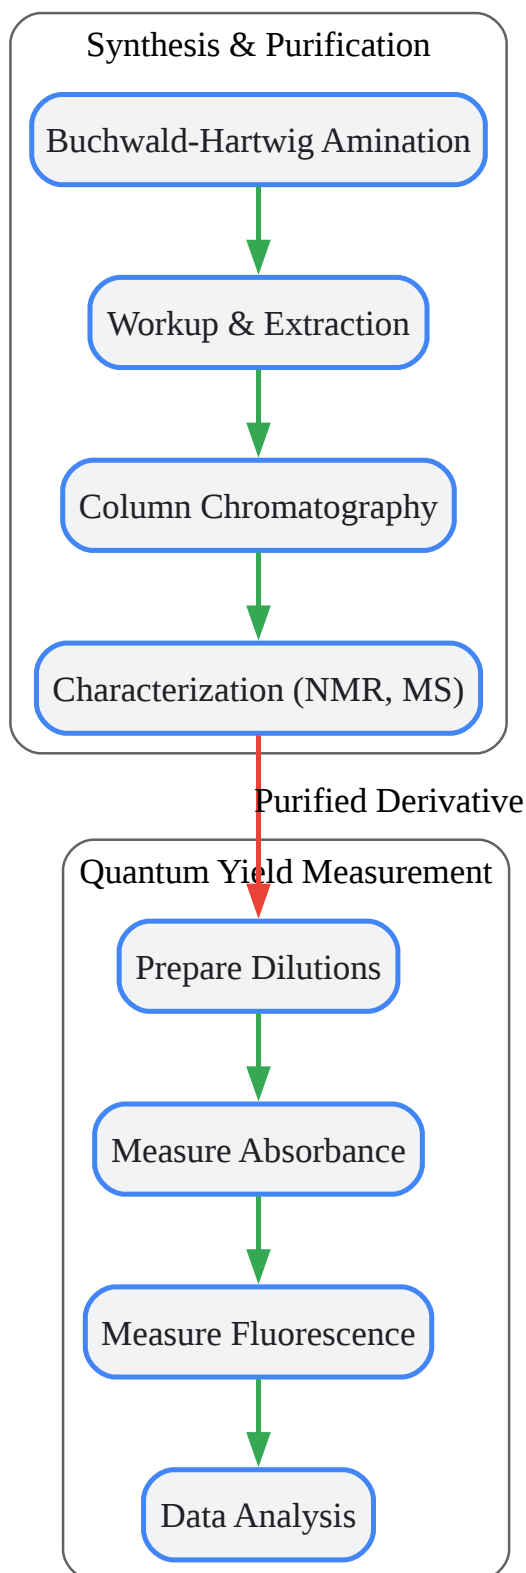 Synthesis & Purification
Buchwald-Hartwig Amination
Workup & Extraction
Column Chromatography
Characterization (NMR, MS)
Purified Derivative
Quantum Yield Measurement
Prepare Dilutions
Measure Absorbance
Measure Fluorescence
Data Analysis